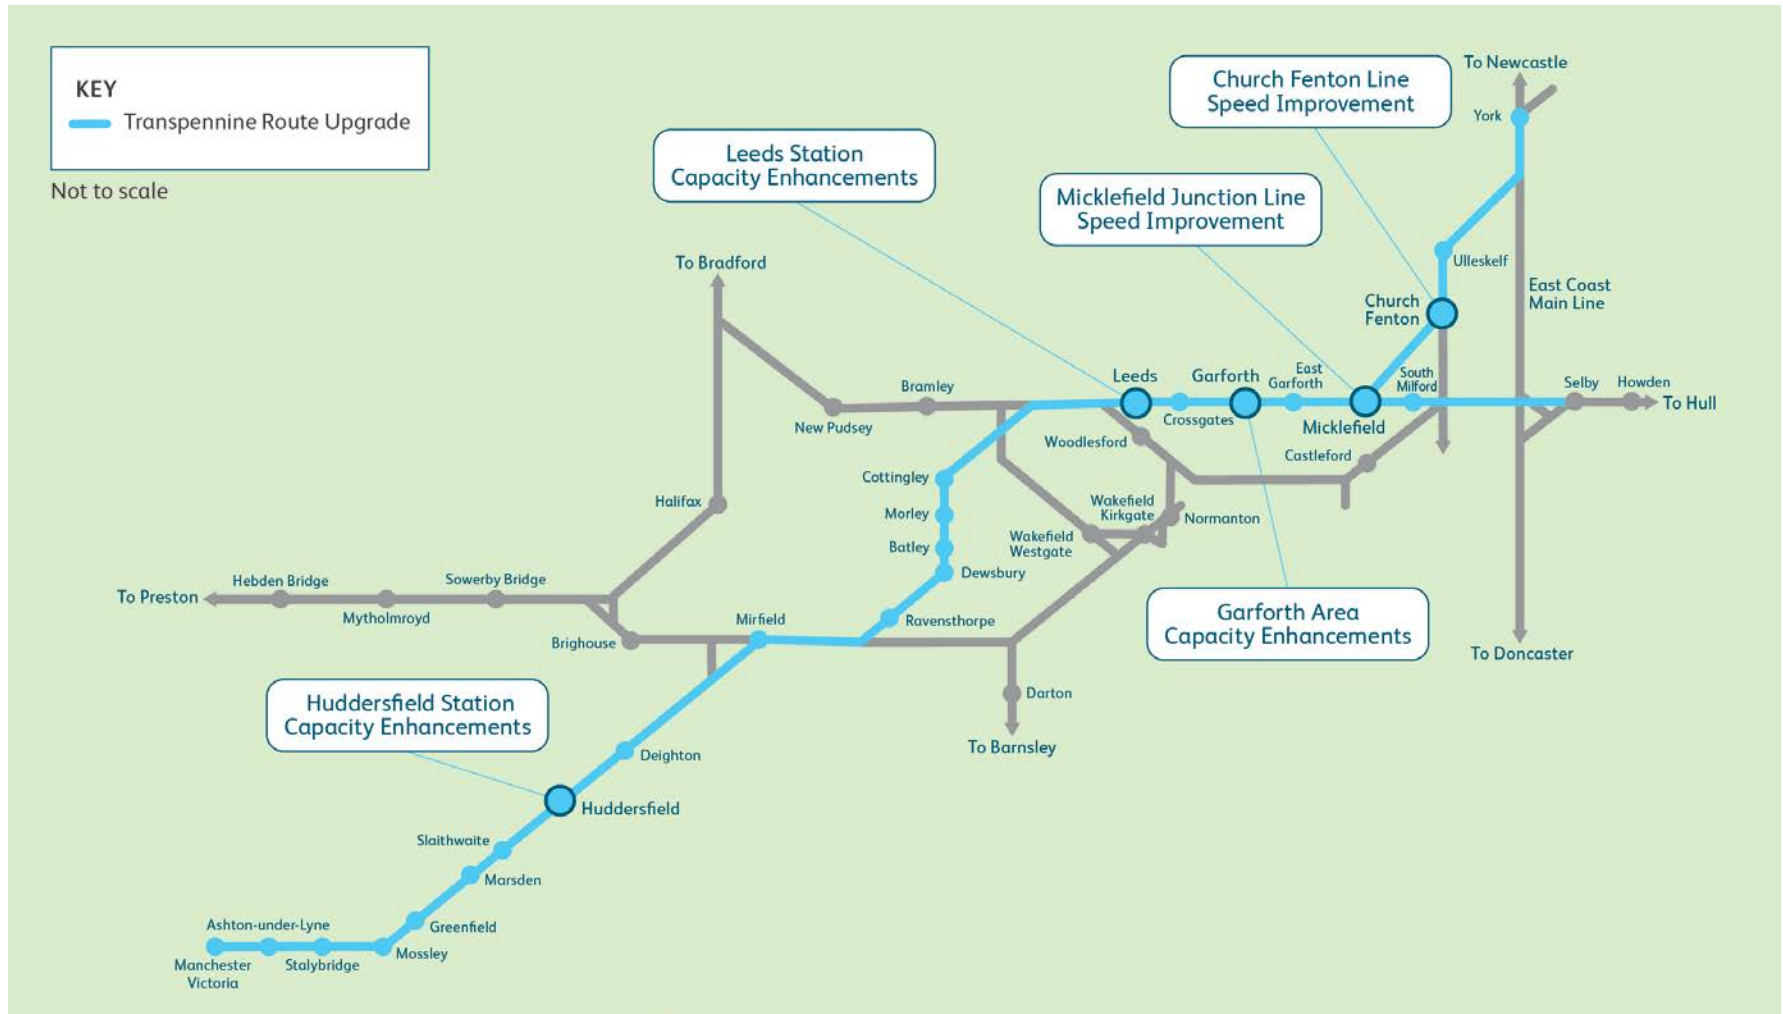 KEY
Transpennine Route Upgrade
Not to scale
Church Fenton Line
Speed Improvement
To Newcastle
York
Leeds Station
Capacity Enhancements
Micklefield Junction Line
Speed Improvement
To Bradford
Ulleskelf
East Coast
Main Line
Church
Fenton
Leeds
Garforth
East
Garforth
South
Milford
Selby
Howden
To Hull
Bramley
New Pudsey
Crossgates
Micklefield
Woodlesford
Castleford
Cottingley
Halifax
Morley
Wakefield
Kirkgate
Normanton
Wakefield
Westgate
Batley
Dewsbury
Hebden Bridge
Sowerby Bridge
To Preston
Mytholmroyd
Mirfield
Ravensthorpe
Brighouse
Garforth Area
Capacity Enhancements
To Doncaster
Huddersfield Station
Capacity Enhancements
Darton
To Barnsley
Deighton
Huddersfield
Slaithwaite
Marsden
Ashton-under-Lyne
Greenfield
Mossley
Manchester
Victoria
Stalybridge